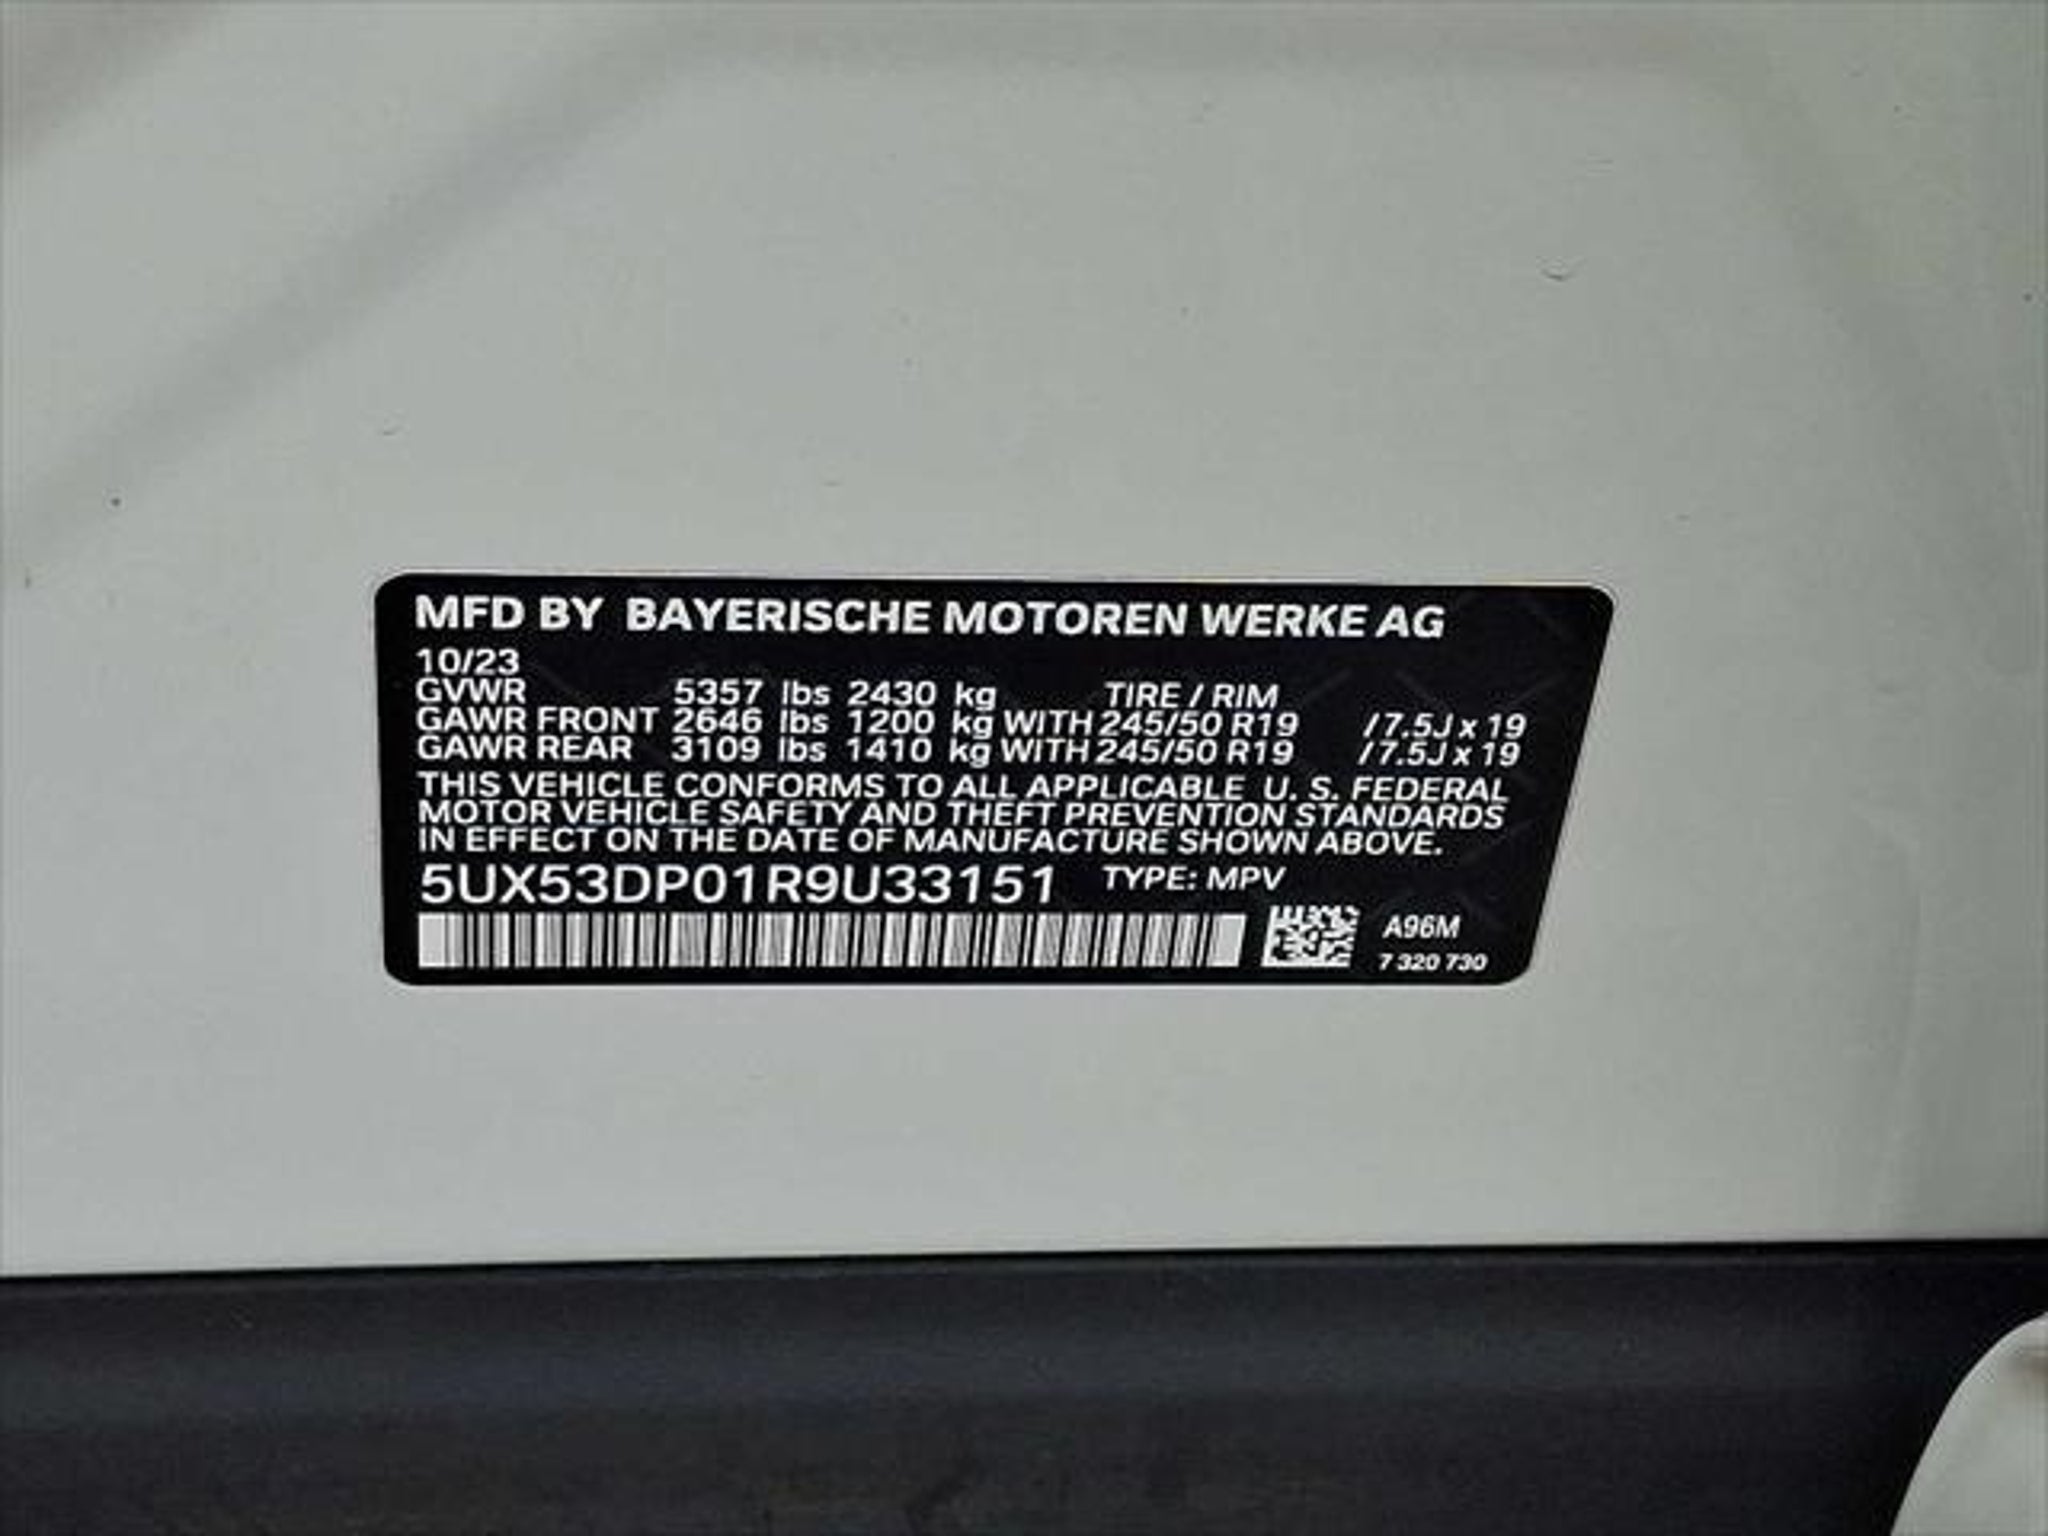 MFD BY BAYERISCHE MOTOREN WERKE AG
10/23
GVWR 5357 lbs 2430 kg TIRE / RIM
GAWR FRONT 2646 lbs 1200 kg WITH 245/50 R19 / 7.5J x 19
GAWR REAR 3109 lbs 1410 kg WITH 245/50 R19 / 7.5J x 19
THIS VEHICLE CONFORMS TO ALL APPLICABLE U. S. FEDERAL
MOTOR VEHICLE SAFETY AND THEFT PREVENTION STANDARDS
IN EFFECT ON THE DATE OF MANUFACTURE SHOWN ABOVE.
5UX53DP01R9U33151 TYPE: MPV
A96M
7 320 730